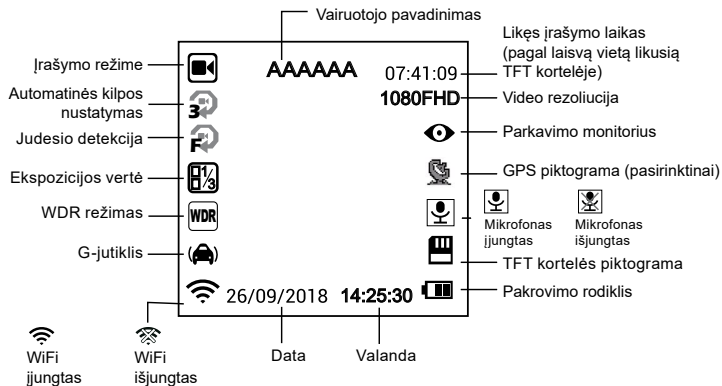 Vairuotojo pavadinimas
Likęs įrašymo laikas
(pagal laisvą vietą likusią
TFT kortelėje)
Įrašymo režime
AAAAAA
07:41:09
Automatinės kilpos
nustatymas
3
1080FHD
Video rezoliucija
Judesio detekcija
F
Parkavimo monitorius
Ekspozicijos vertė
1/3
GPS piktograma (pasirinktinai)
WDR režimas
WDR
Mikrofonas
įjungtas
Mikrofonas
išjungtas
G-jutiklis
TFT kortelės piktograma
26/09/2018
14:25:30
Pakrovimo rodiklis
WiFi
įjungtas
WiFi
išjungtas
Data
Valanda